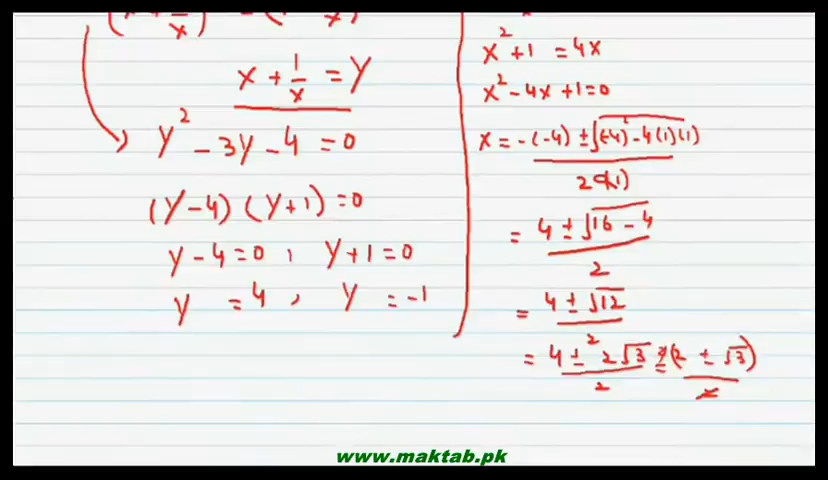 x + 1/x = y
y² - 3y - 4 = 0
(y-4) (y+1) = 0
y - 4 = 0 , y + 1 = 0
y = 4 , y = -1
x² + 1 = 4x
x² - 4x + 1 = 0
x = -(-4) ± √(-4)² - 4(1)(1)
2(1)
= 4 ± √16 - 4
2
= 4 ± √12
= 4 ± 2√3 = 2(2 ± √3)
2 2
www.maktab.pk